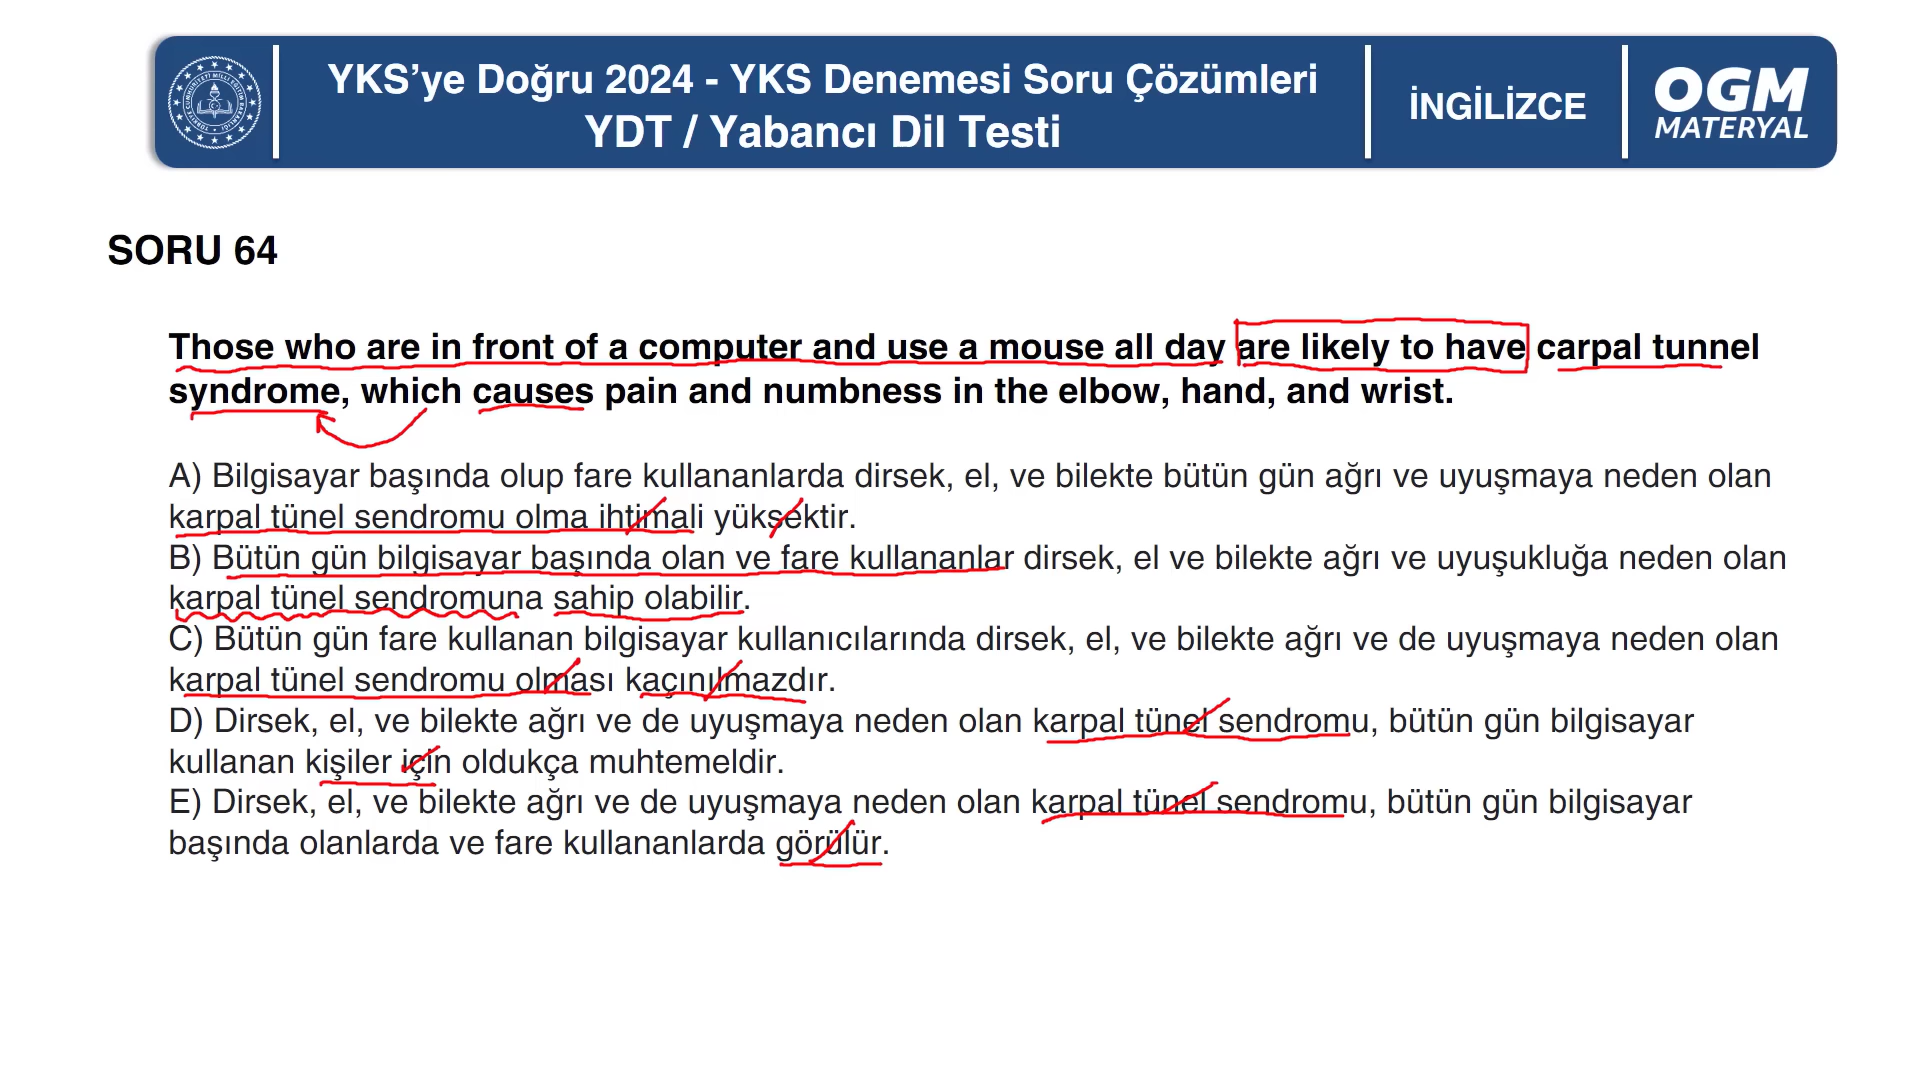 YKS’ye Doğru 2024 - YKS Denemesi Soru Çözümleri
YDT / Yabancı Dil Testi
İNGİLİZCE
OGM
MATERYAL
SORU 64
Those who are in front of a computer and use a mouse all day are likely to have carpal tunnel
syndrome, which causes pain and numbness in the elbow, hand, and wrist.
A) Bilgisayar başında olup fare kullananlarda dirsek, el, ve bilekte bütün gün ağrı ve uyuşmaya neden olan
karpal tünel sendromu olma ihtimali yüksektir.
B) Bütün gün bilgisayar başında olan ve fare kullananlar dirsek, el ve bilekte ağrı ve uyuşukluğa neden olan
karpal tünel sendromuna sahip olabilir.
C) Bütün gün fare kullanan bilgisayar kullanıcılarında dirsek, el, ve bilekte ağrı ve de uyuşmaya neden olan
karpal tünel sendromu olması kaçınılmazdır.
D) Dirsek, el, ve bilekte ağrı ve de uyuşmaya neden olan karpal tünel sendromu, bütün gün bilgisayar
kullanan kişiler için oldukça muhtemeldir.
E) Dirsek, el, ve bilekte ağrı ve de uyuşmaya neden olan karpal tünel sendromu, bütün gün bilgisayar
başında olanlarda ve fare kullananlarda görülür.